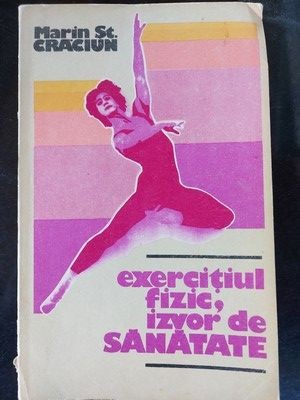 Marin St.
CRACIUN
exercițiul
fizic,
izvor de
SĂNĂTATE